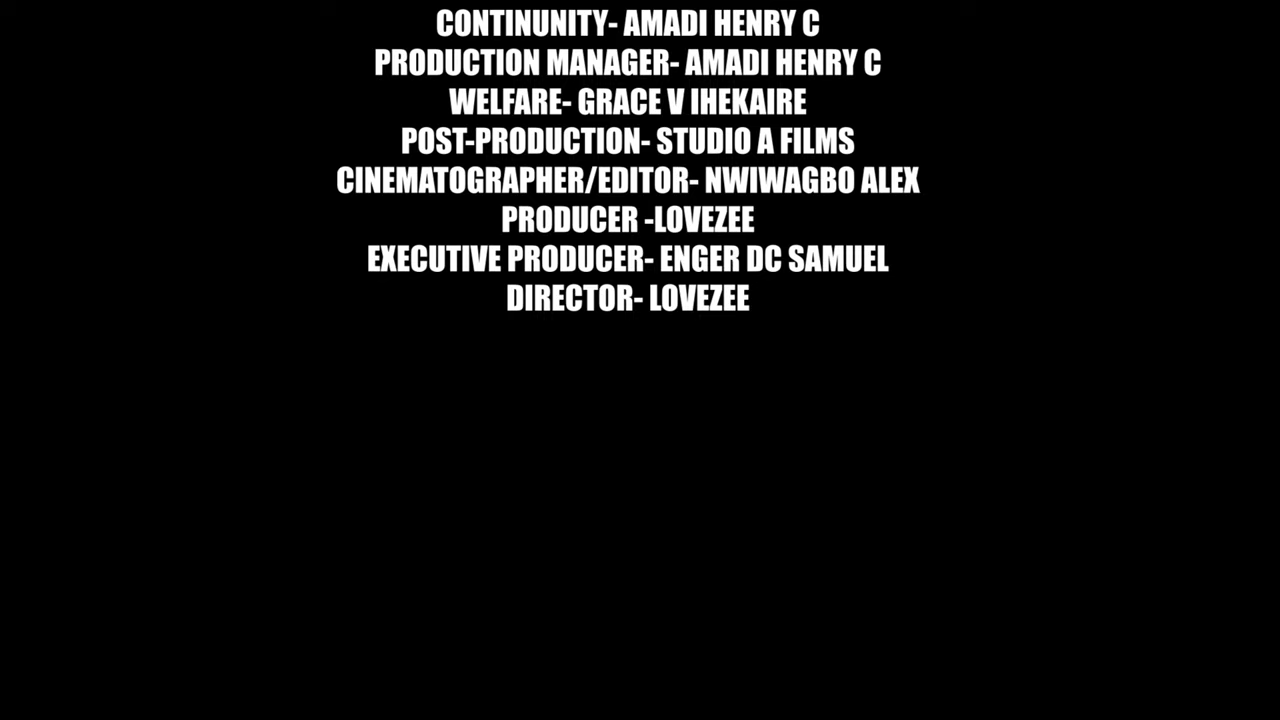 CONTINUNITY- AMADI HENRY C
PRODUCTION MANAGER- AMADI HENRY C
WELFARE- GRACE V IHEKAIRE
POST-PRODUCTION- STUDIO A FILMS
CINEMATOGRAPHER/EDITOR- NWIWAGBO ALEX
PRODUCER -LOVEZEE
EXECUTIVE PRODUCER- ENGER DC SAMUEL
DIRECTOR- LOVEZEE